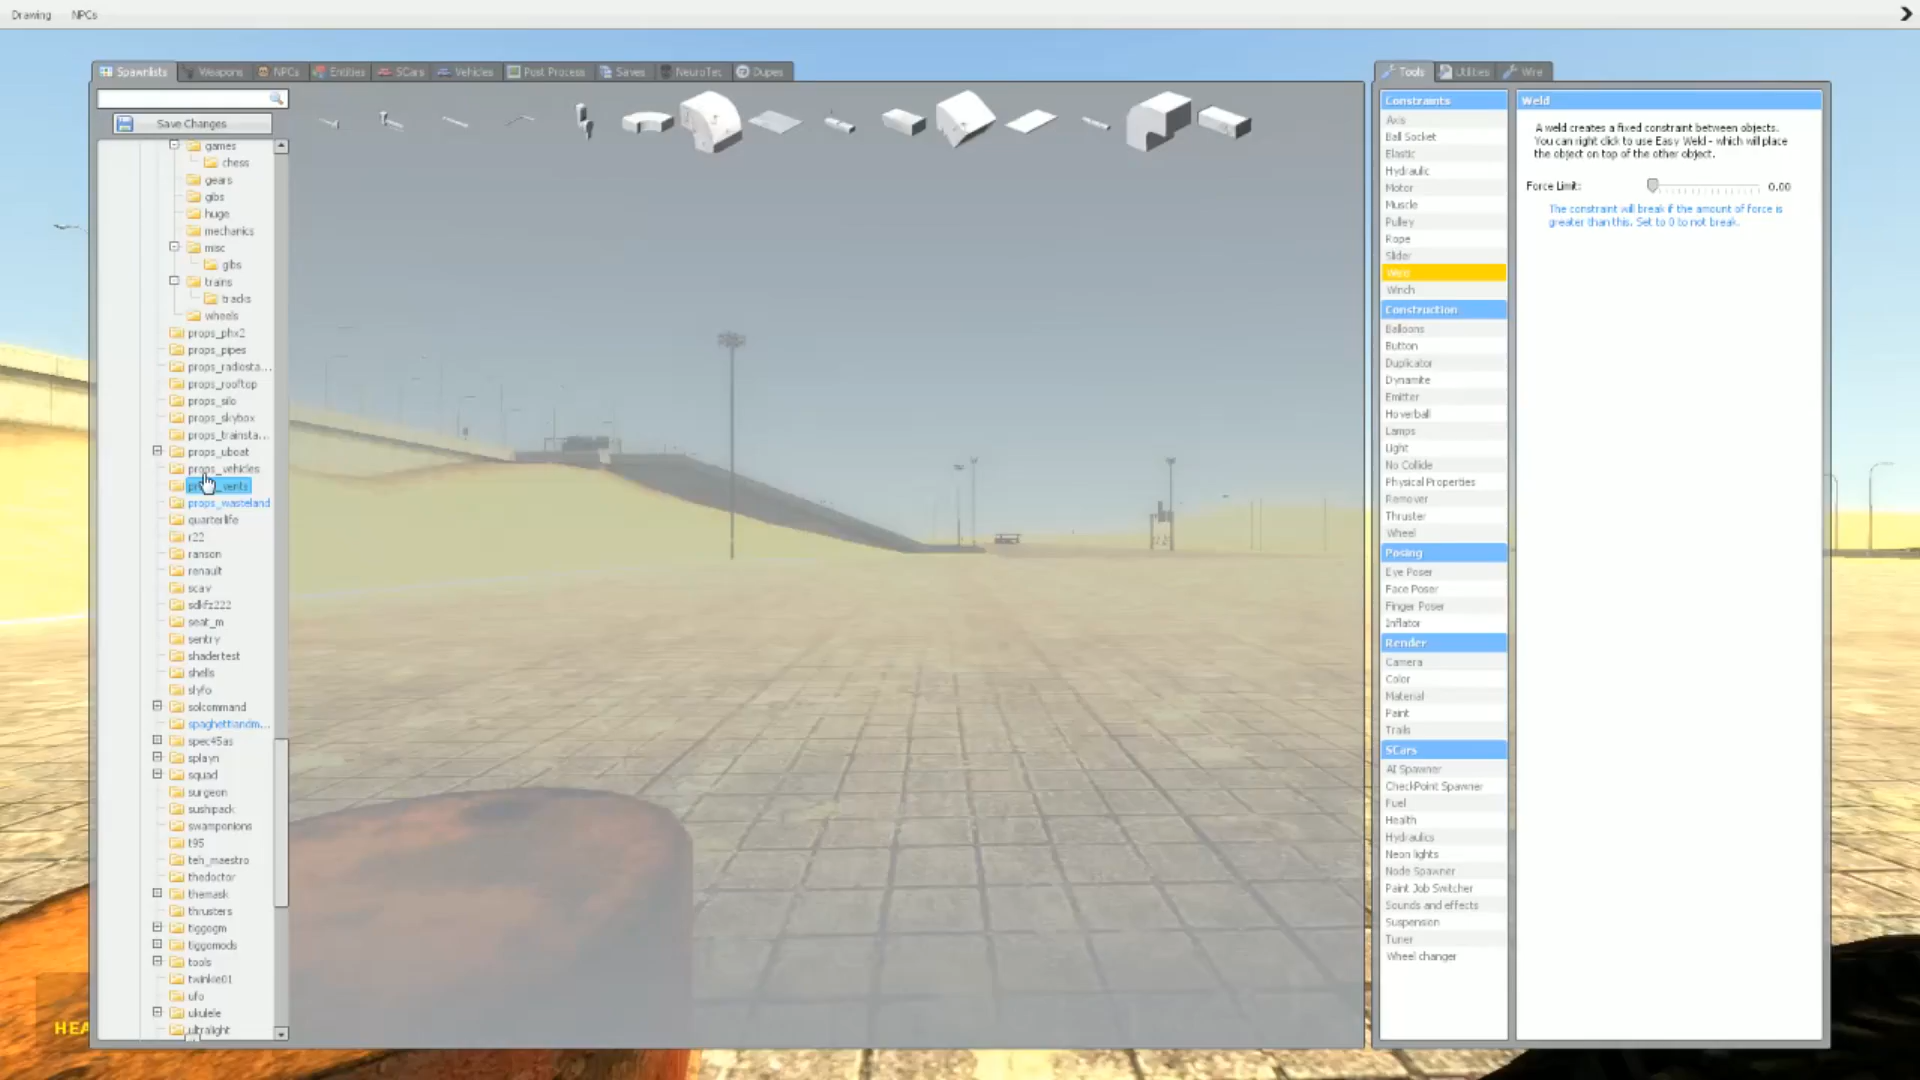 Drawing NPCs
Spawnlists Weapons NPCs Entities SCars Vehicles Post Process Saves NeuroTec Dupes
Save Changes
games
chess
gears
gibs
huge
mechanics
misc
gibs
trains
tracks
wheels
props_phx2
props_pipes
props_radiosta...
props_rooftop
props_silo
props_skybox
props_trainsta...
props_uboat
props_vehicles
props_wasteland
quarterlife
r22
ranson
renault
scav
sdkfz222
seat_m
sentry
shadertest
shells
slyfo
solcommand
spaghettiandm...
spec45as
splayn
squad
surgeon
sushipack
swamponions
t95
teh_maestro
thedoctor
themask
thrusters
tiggogm
tiggomods
tools
twinkie01
ufo
ukulele
ultralight
HEA
Tools Utilities Wire
Constraints
Axis
Ball Socket
Elastic
Hydraulic
Motor
Muscle
Pulley
Rope
Slider
Weld
Winch
Construction
Balloons
Button
Duplicator
Dynamite
Emitter
Hoverball
Lamps
Light
No Collide
Physical Properties
Remover
Thruster
Wheel
Posing
Eye Poser
Face Poser
Finger Poser
Inflator
Render
Camera
Color
Material
Paint
Trails
SCars
AI Spawner
CheckPoint Spawner
Fuel
Health
Hydraulics
Neon lights
Node Spawner
Paint Job Switcher
Sounds and effects
Suspension
Tuner
Wheel changer
Weld
A weld creates a fixed constraint between objects.
You can right click to use Easy Weld - which will place
the object on top of the other object.
Force Limit: 0.00
The constraint will break if the amount of force is
greater than this. Set to 0 to not break.